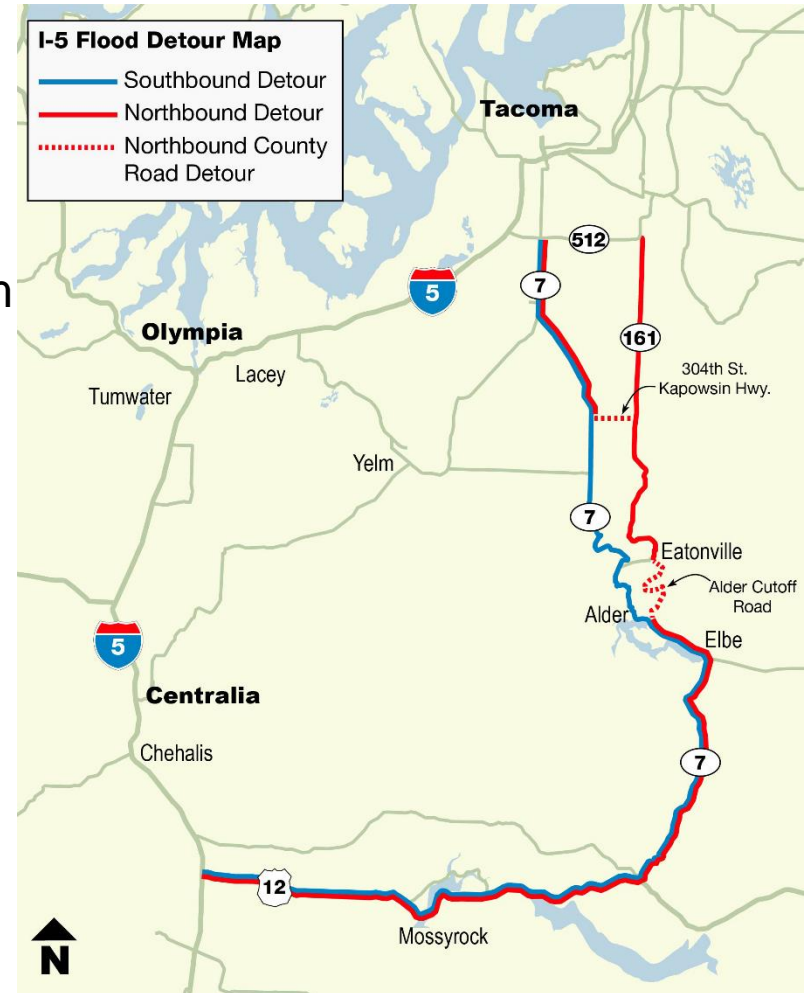 I-5 Flood Detour Map
Southbound Detour
Northbound Detour
Northbound County
Road Detour
Tacoma
512
n
5
7
Olympia
161
Lacey
304th St.
Kapowsin Hwy.
Tumwater
Yelm
7
Eatonville
Alder Cutoff
Road
Alder
Elbe
5
Centralia
Chehalis
7
12
Mossyrock
N